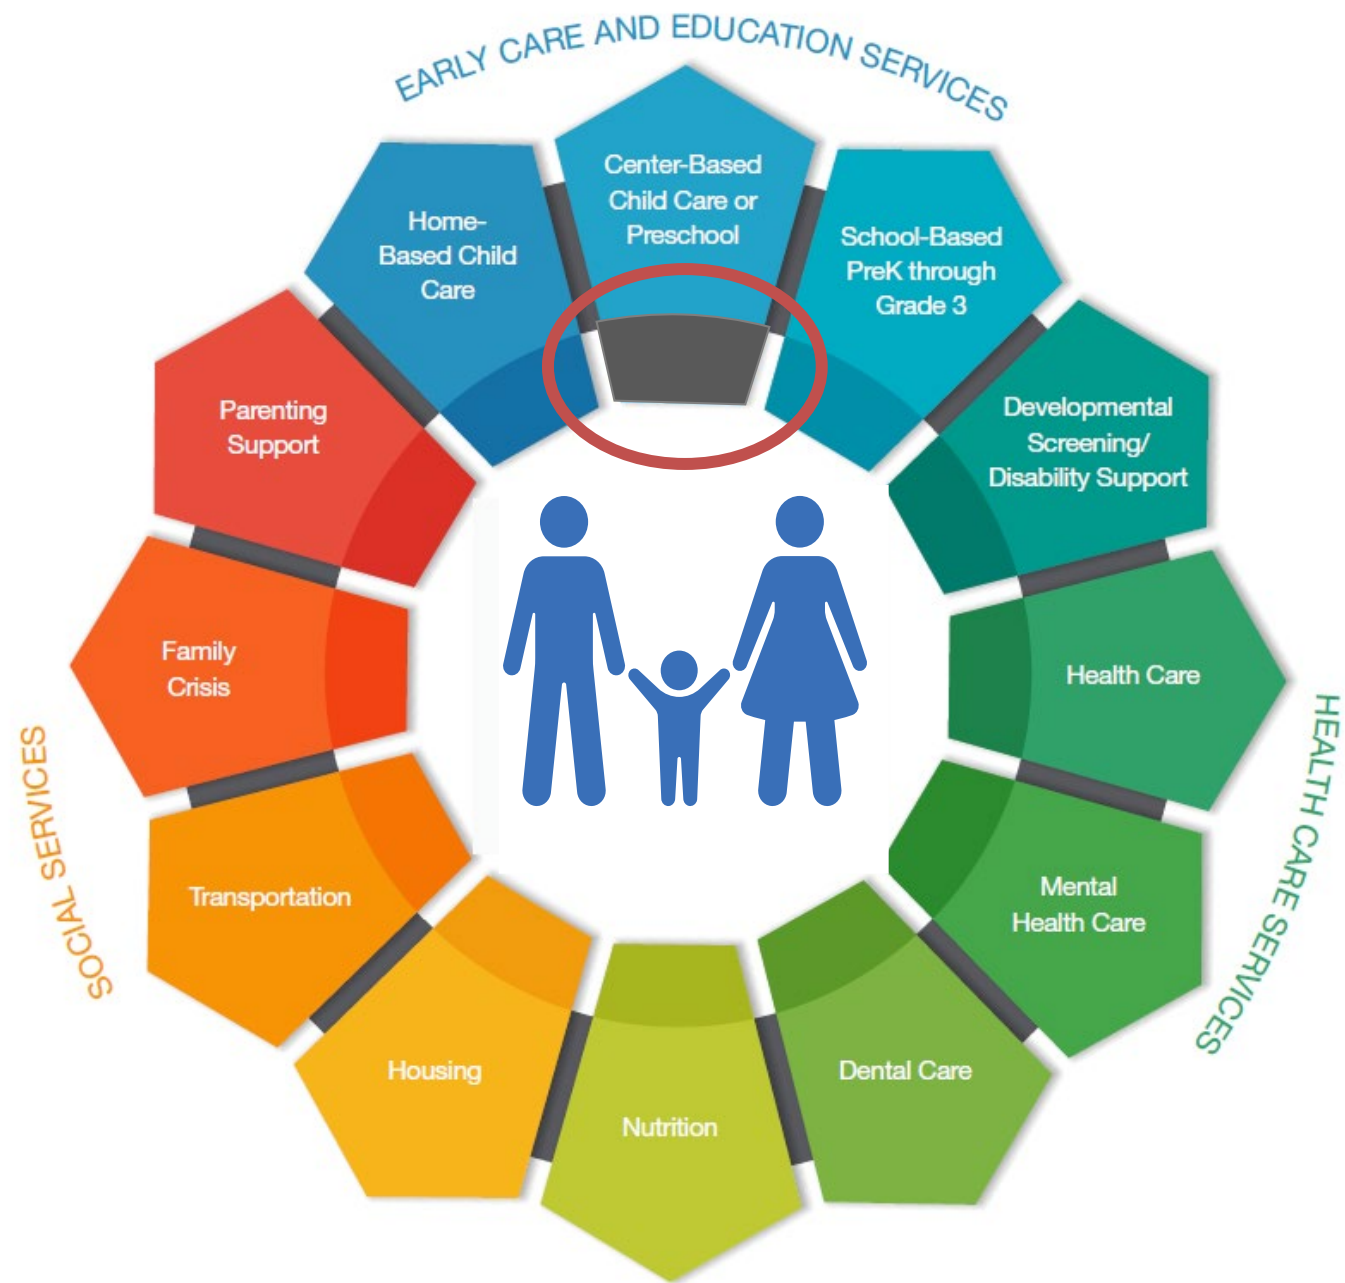 EARLY CARE AND EDUCATION SERVICES
Center-Based
Child Care or
Preschool
School-Based
PreK through
Grade 3
Developmental
Screening/
Disability Support
Health Care
HEALTH CARE SERVICES
Mental
Health Care
Dental Care
Nutrition
Housing
Transportation
SOCIAL SERVICES
Family
Crisis
Parenting
Support
Home-
Based Child
Care